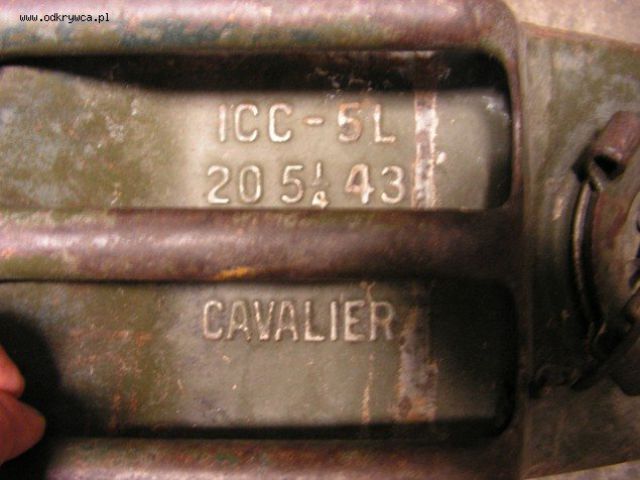 www.odkrywca.pl
ICC-5L
20 5¼ 43
CAVALIER